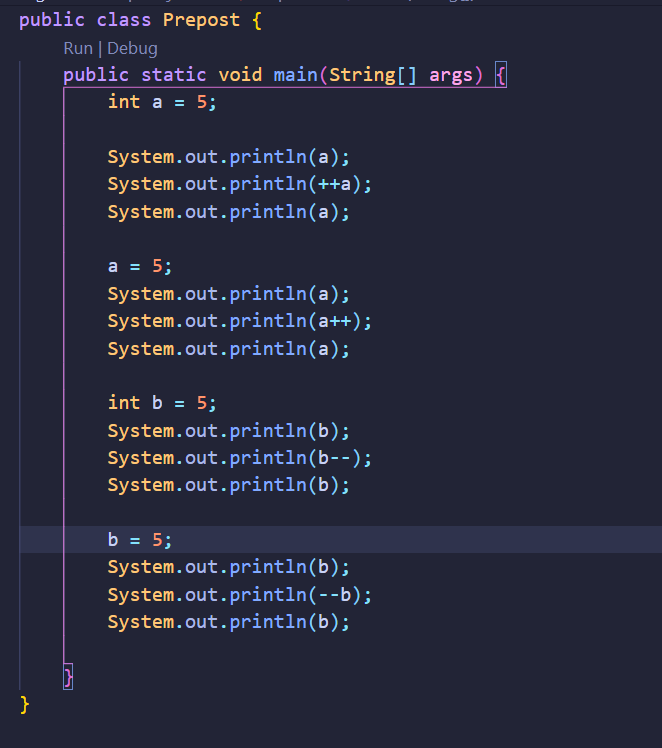 public class Prepost {
Run | Debug
public static void main(String[] args) {
int a = 5;
System.out.println(a);
System.out.println(++a);
System.out.println(a);
a = 5;
System.out.println(a);
System.out.println(a++);
System.out.println(a);
int b = 5;
System.out.println(b);
System.out.println(b--);
System.out.println(b);
b = 5;
System.out.println(b);
System.out.println(--b);
System.out.println(b);
}
}